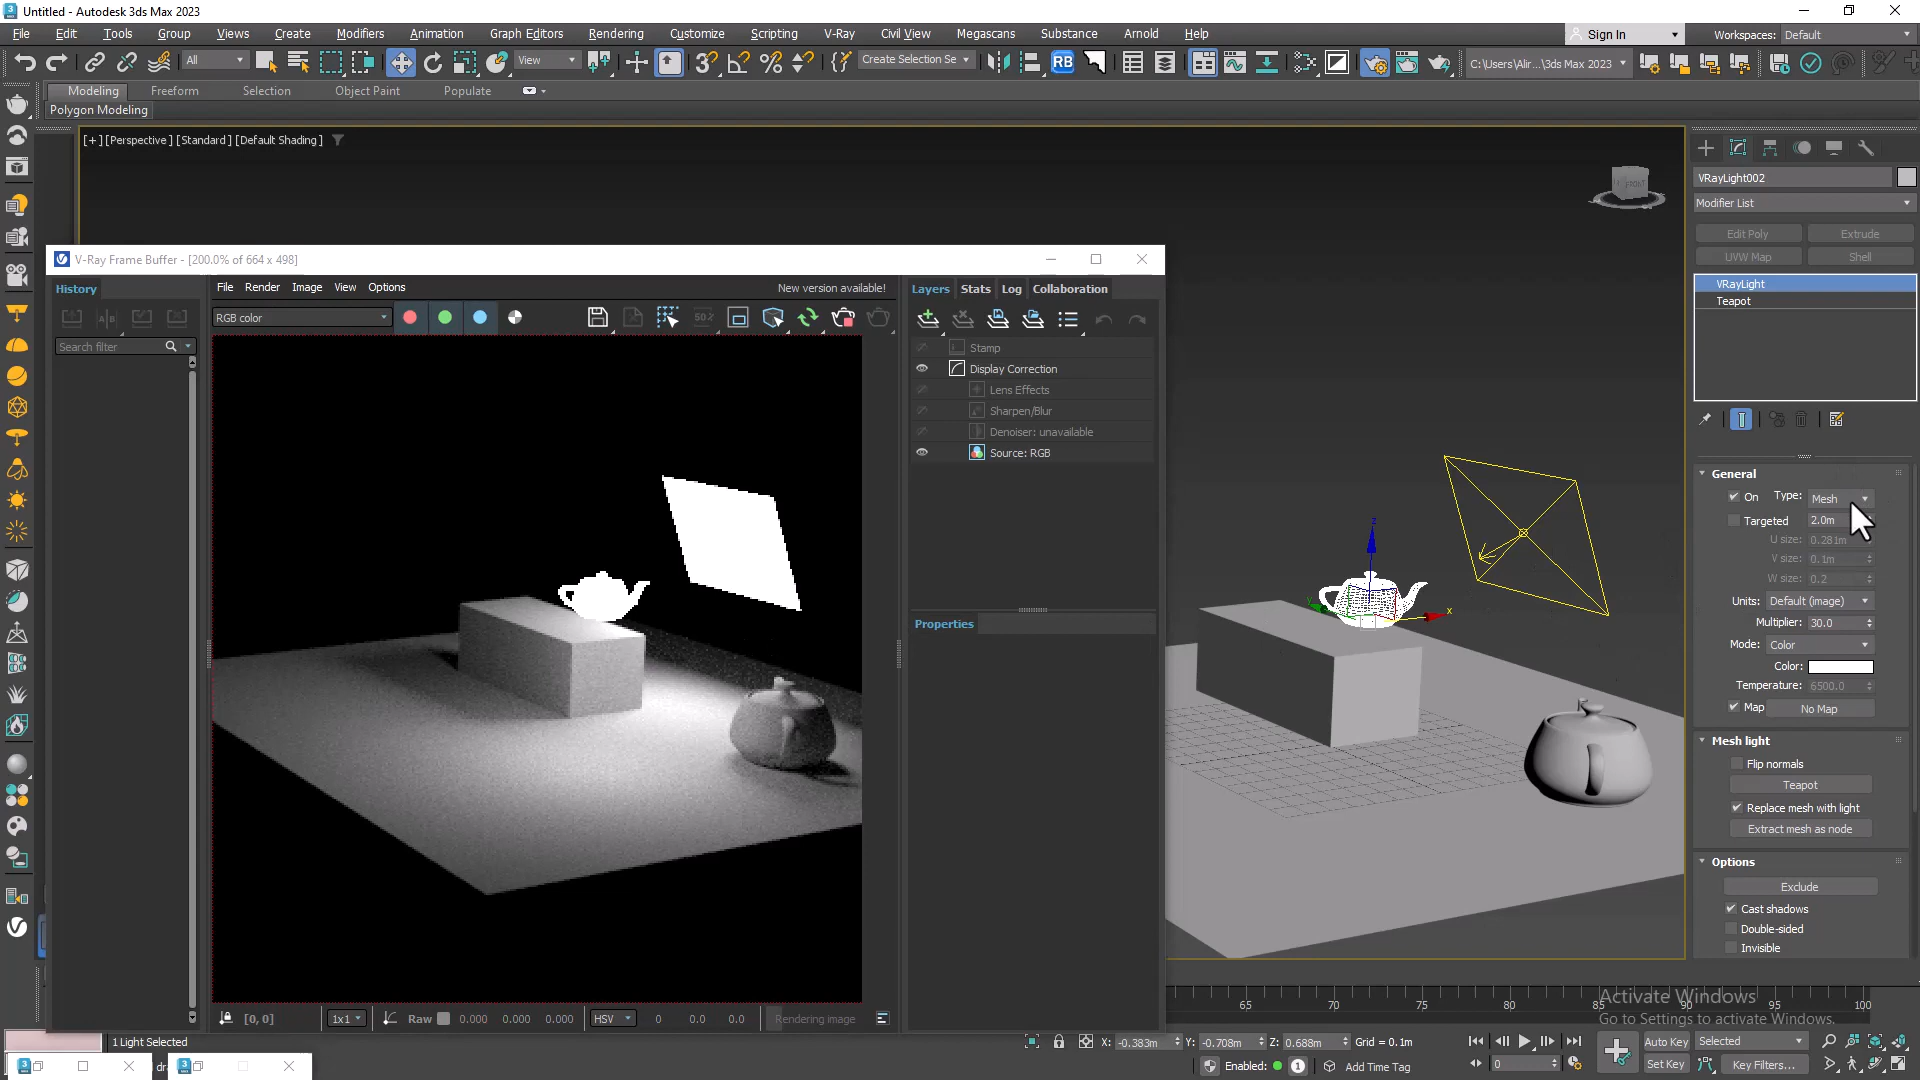 Untitled - Autodesk 3ds Max 2023
File Edit Tools Group Views Create Modifiers Animation Graph Editors Rendering Customize Scripting V-Ray Civil View Megascans Substance Arnold Help
Sign In Workspaces: Default
All View Create Selection Se RB C:\Users\Alir...\3ds Max 2023
Modeling Freeform Selection Object Paint Populate
Polygon Modeling
[+] [Perspective] [Standard] [Default Shading]
VRayLight002
Modifier List
Edit Poly Extrude
UVW Map Shell
VRayLight
Teapot
V-Ray Frame Buffer - [200.0% of 664 x 498]
History
File Render Image View Options New version available!
RGB color
Search filter
Layers Stats Log Collaboration
Stamp
Display Correction
Lens Effects
Sharpen/Blur
Denoiser: unavailable
Source: RGB
Properties
z
y
x
General
On Type: Mesh
Targeted 2.0m
U size: 0.281m
V size: 0.1m
W size: 0.2
Units: Default (image)
Multiplier: 30.0
Mode: Color
Color:
Temperature: 6500.0
Map No Map
Mesh light
Flip normals
Teapot
Replace mesh with light
Extract mesh as node
Options
Exclude
Cast shadows
Double-sided
Invisible
[0, 0] 1x1 Raw 0.000 0.000 0.000 HSV 0 0.0 0.0 Rendering image
65 70 75 80 85 90 95 100
Activate Windows
Go to Settings to activate Windows.
1 Light Selected
X: -0.383m Y: -0.708m Z: 0.688m Grid = 0.1m
Enabled: 1 Add Time Tag
0
Auto Key Selected
Set Key Key Filters...